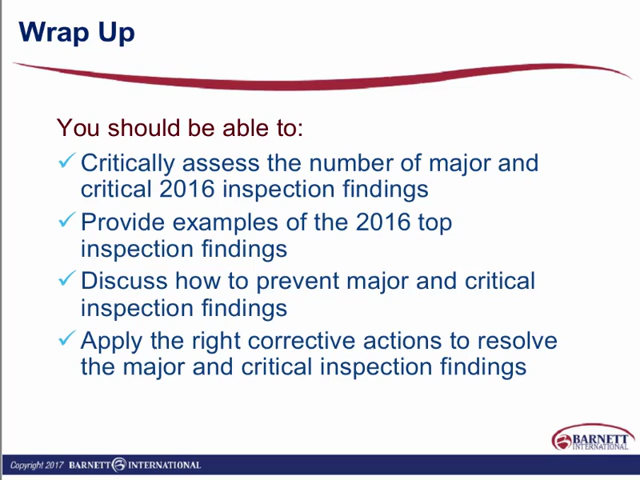 Wrap Up
You should be able to:
✓ Critically assess the number of major and
critical 2016 inspection findings
✓ Provide examples of the 2016 top
inspection findings
✓ Discuss how to prevent major and critical
inspection findings
✓ Apply the right corrective actions to resolve
the major and critical inspection findings
BARNETT
INTERNATIONAL
Copyright 2017 BARNETT INTERNATIONAL